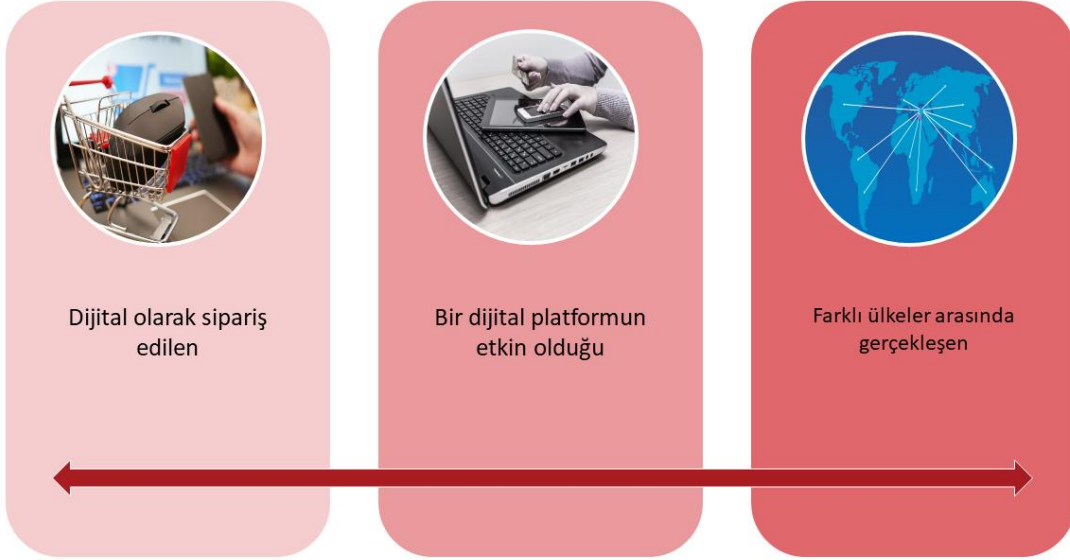 Dijital olarak sipariş
edilen
Bir dijital platformun
etkin olduğu
Farklı ülkeler arasında
gerçekleşen